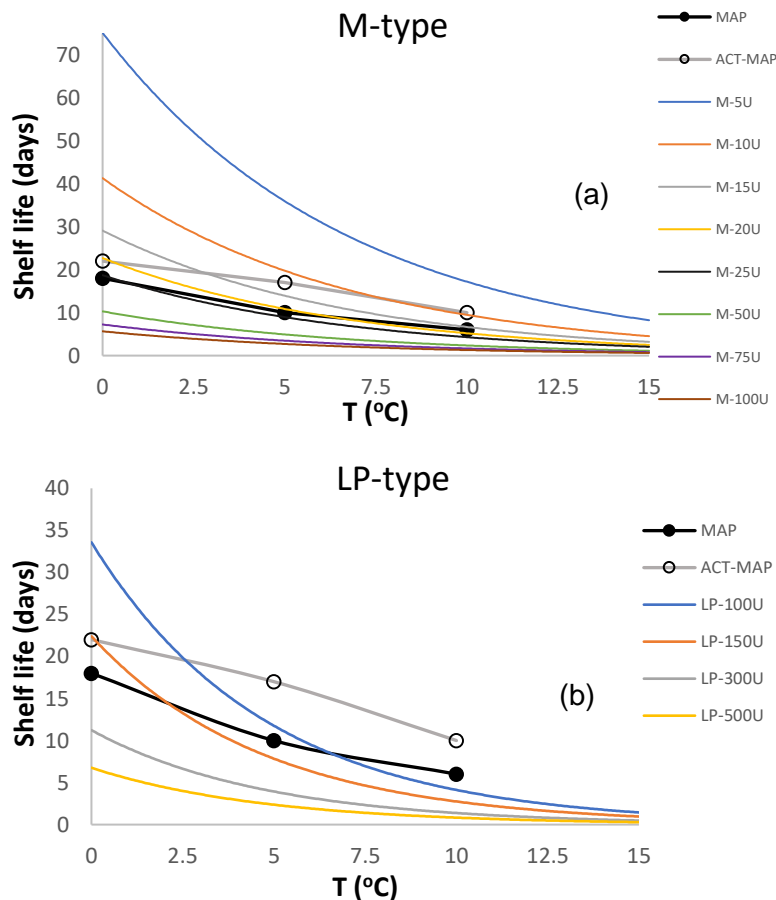 M-type
Shelf life (days)
70
60
50
40
30
20
10
0
0 2.5 5 7.5 10 12.5 15
T (ºC)
(a)
MAP
ACT-MAP
M-5U
M-10U
M-15U
M-20U
M-25U
M-50U
M-75U
M-100U
LP-type
Shelf life (days)
40
35
30
25
20
15
10
5
0
0 2.5 5 7.5 10 12.5 15
T (ºC)
(b)
MAP
ACT-MAP
LP-100U
LP-150U
LP-300U
LP-500U